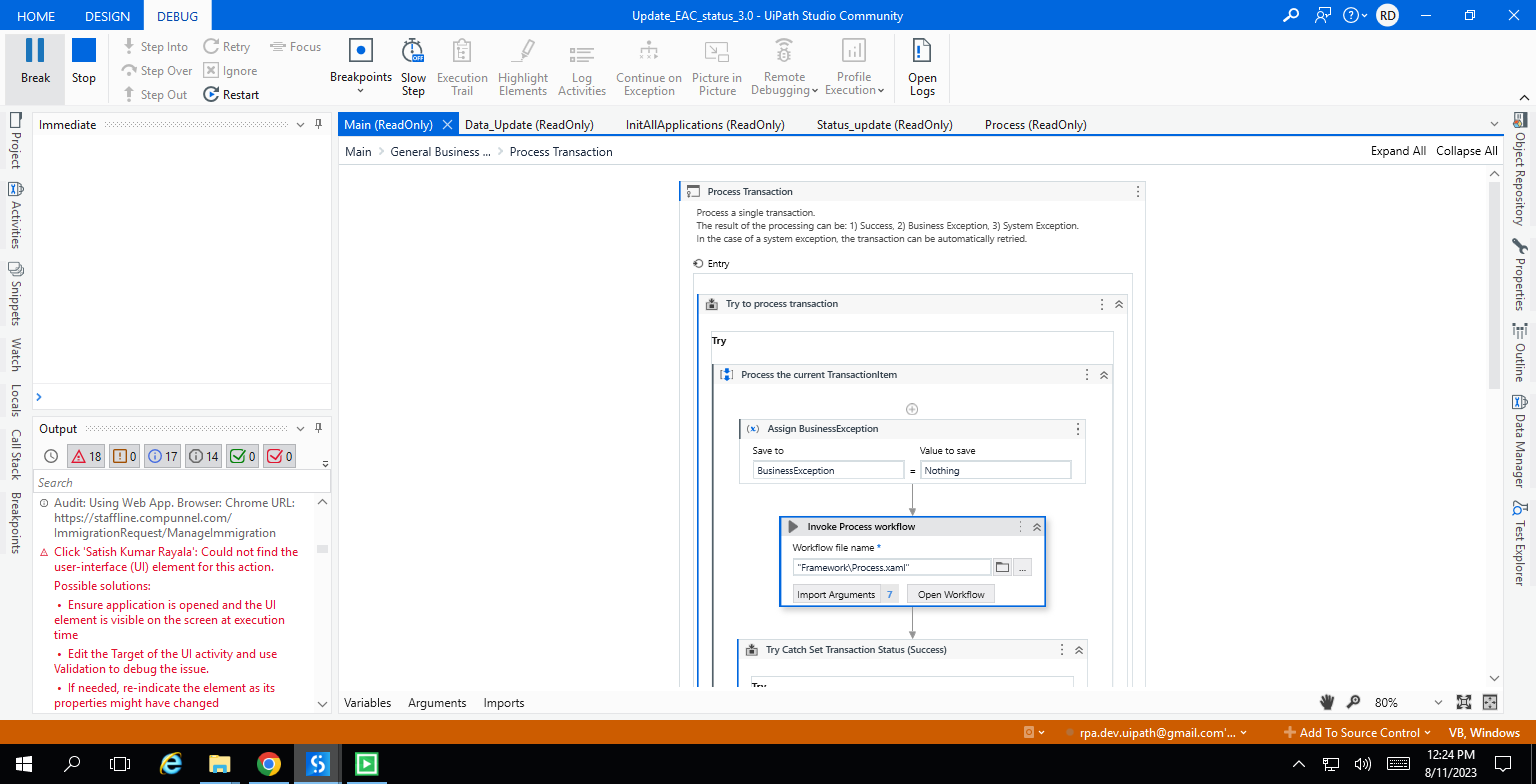 HOME DESIGN DEBUG
Update_EAC_status_3.0 - UiPath Studio Community
RD
Break
Stop
Step Into
Step Over
Step Out
Retry
Ignore
Restart
Focus
Breakpoints
Slow
Step
OFF
Execution
Trail
Highlight
Elements
Log
Activities
Continue on
Exception
Picture in
Picture
Remote
Debugging
Profile
Execution
Open
Logs
Project
Activities
Snippets
Watch
Locals
Call Stack
Breakpoints
Immediate
Output
18 0 17 14 0 0
Search
Audit: Using Web App. Browser: Chrome URL:
https://staffline.compunnel.com/
ImmigrationRequest/ManageImmigration
Click 'Satish Kumar Rayala': Could not find the
user-interface (UI) element for this action.
Possible solutions:
• Ensure application is opened and the UI
element is visible on the screen at execution
time
• Edit the Target of the UI activity and use
Validation to debug the issue.
• If needed, re-indicate the element as its
properties might have changed
Main (ReadOnly) Data_Update (ReadOnly) InitAllApplications (ReadOnly) Status_update (ReadOnly) Process (ReadOnly)
Main > General Business ... > Process Transaction
Expand All Collapse All
Process Transaction
Process a single transaction.
The result of the processing can be: 1) Success, 2) Business Exception, 3) System Exception.
In the case of a system exception, the transaction can be automatically retried.
Entry
Try to process transaction
Try
Process the current TransactionItem
(x) Assign BusinessException
Save to Value to save
BusinessException = Nothing
Invoke Process workflow
Workflow file name *
"Framework\Process.xaml" ...
Import Arguments 7 Open Workflow
Try Catch Set Transaction Status (Success)
Try
Variables Arguments Imports
80%
Object Repository
Properties
Outline
Data Manager
Test Explorer
rpa.dev.uipath@gmail.com'...
Add To Source Control
VB, Windows
12:24 PM
8/11/2023